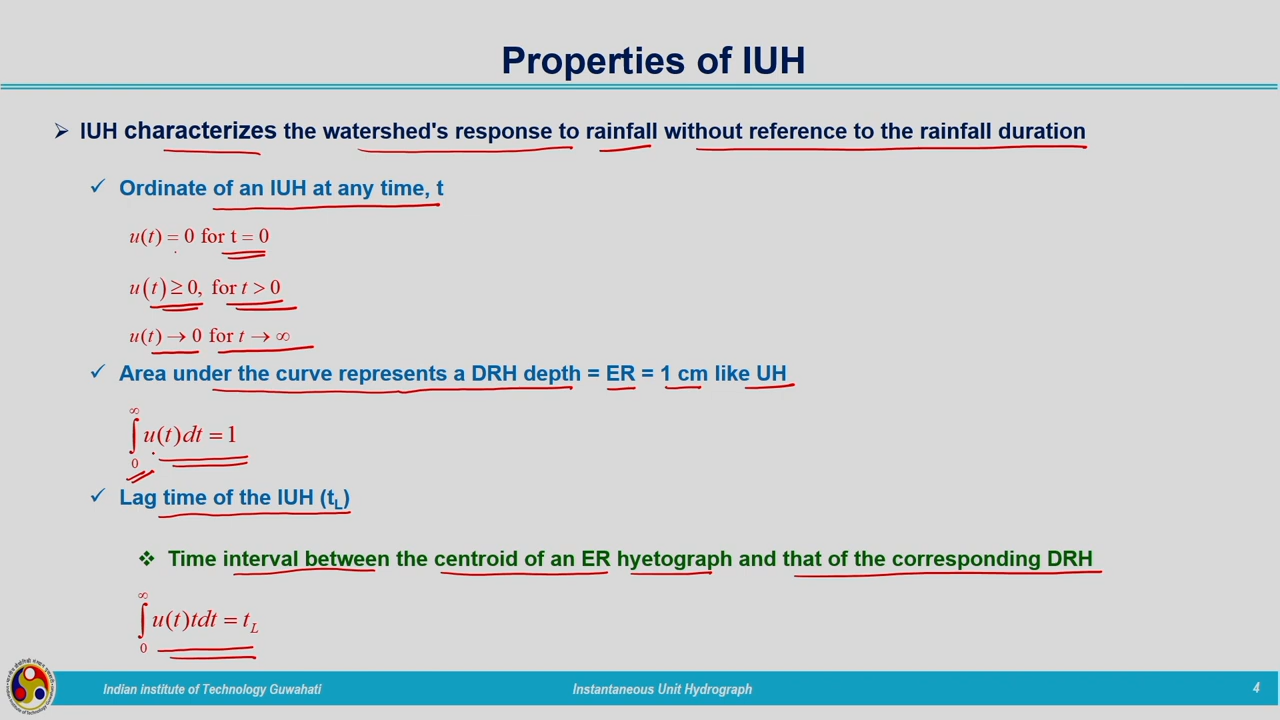 Properties of IUH
➢ IUH characterizes the watershed's response to rainfall without reference to the rainfall duration
✓ Ordinate of an IUH at any time, t
u(t) = 0 for t = 0
u(t) ≥ 0, for t > 0
u(t) → 0 for t → ∞
✓ Area under the curve represents a DRH depth = ER = 1 cm like UH
∫₀^∞ u(t)dt = 1
✓ Lag time of the IUH (t_L)
❖ Time interval between the centroid of an ER hyetograph and that of the corresponding DRH
∫₀^∞ u(t)tdt = t_L
Indian institute of Technology Guwahati
Instantaneous Unit Hydrograph
4